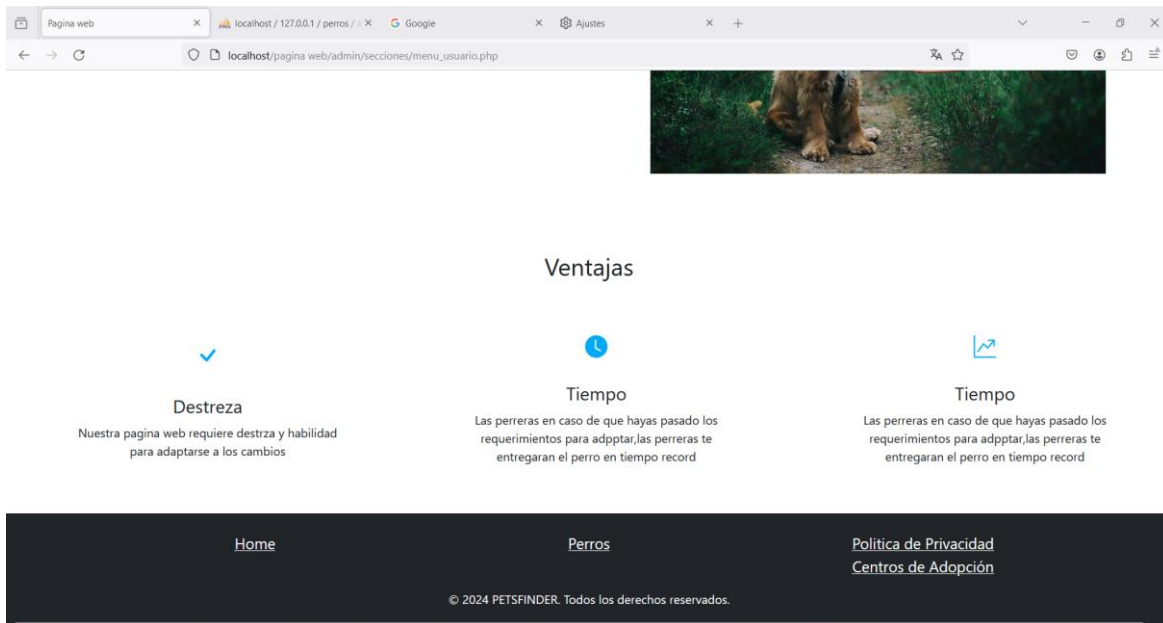 Pagina web
localhost / 127.0.0.1 / perros /
Google
Ajustes
localhost/pagina web/admin/secciones/menu_usuario.php
Ventajas
Destreza
Nuestra pagina web requiere destrza y habilidad
para adaptarse a los cambios
Tiempo
Las perreras en caso de que hayas pasado los
requerimientos para adpptar,las perreras te
entregaran el perro en tiempo record
Tiempo
Las perreras en caso de que hayas pasado los
requerimientos para adpptar,las perreras te
entregaran el perro en tiempo record
Home
Perros
Politica de Privacidad
Centros de Adopción
© 2024 PETSFINDER. Todos los derechos reservados.